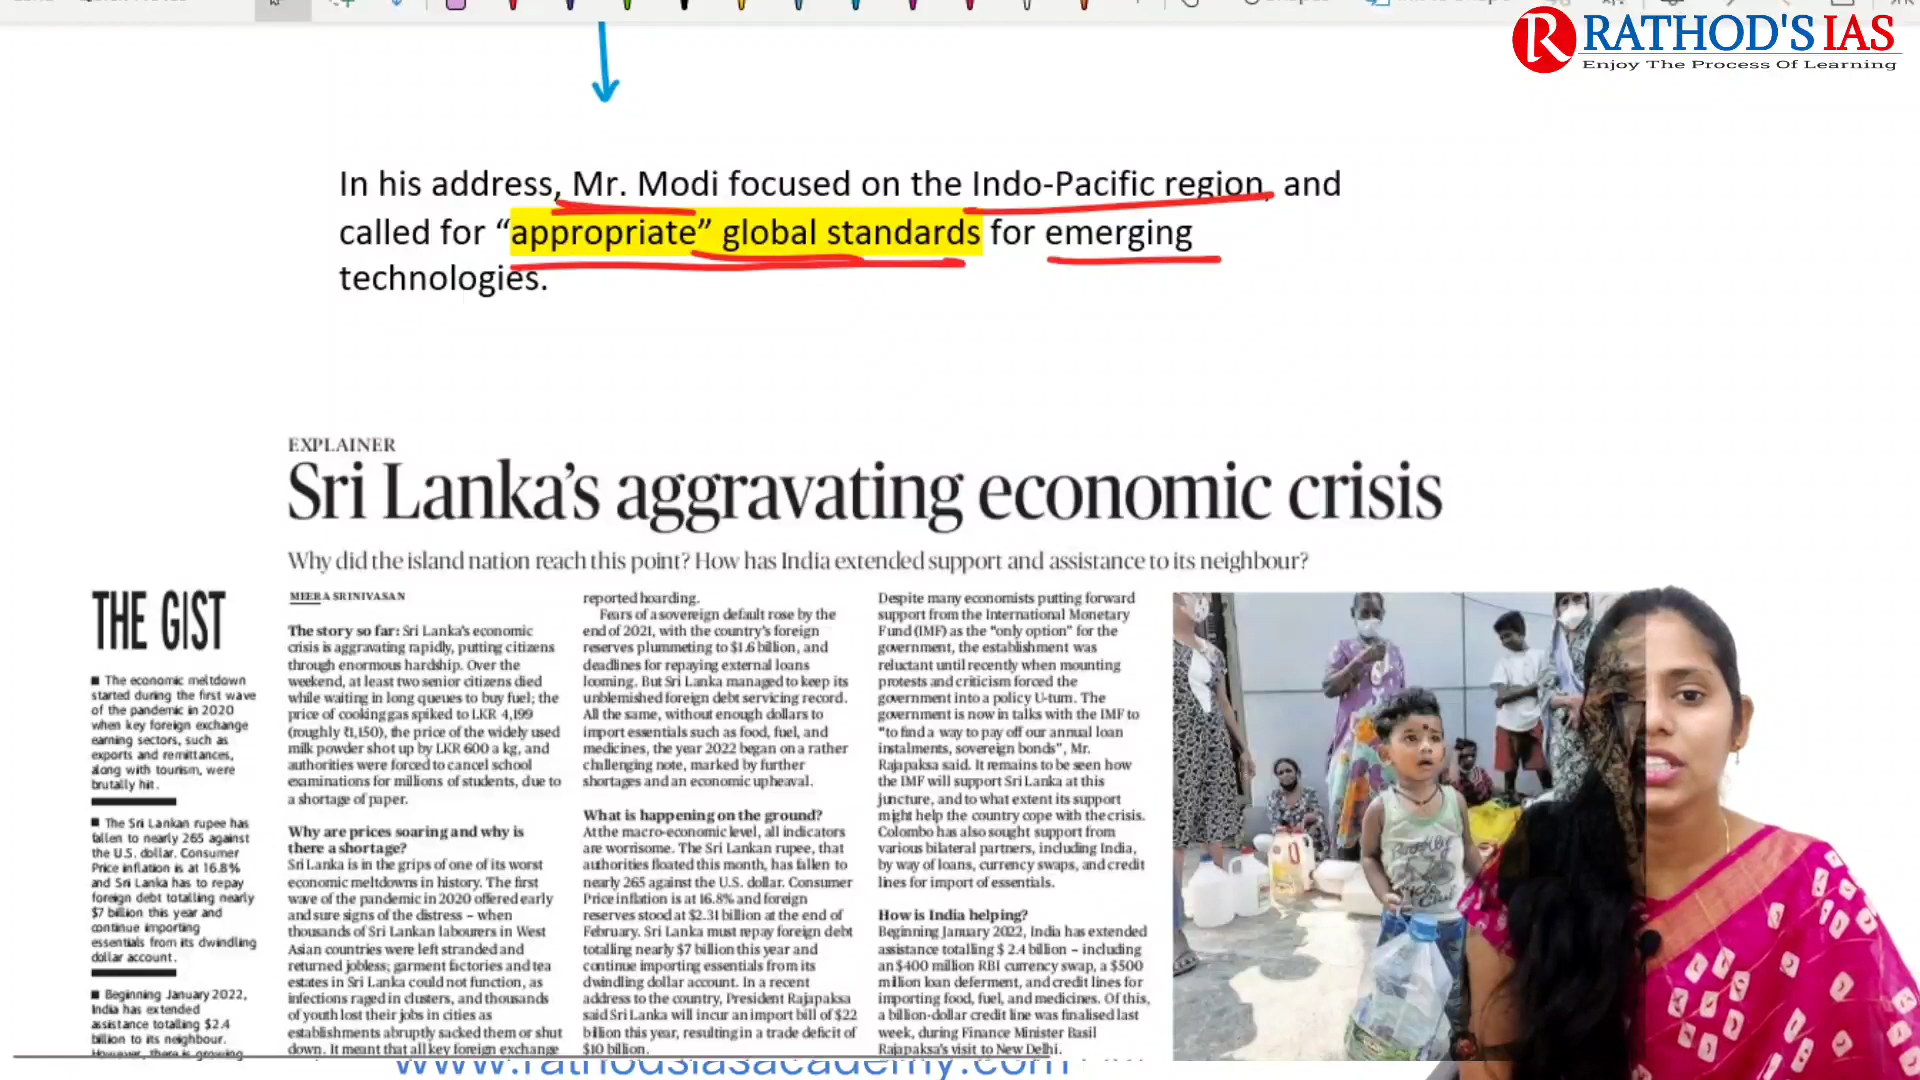 RATHOD'S IAS
Enjoy The Process Of Learning
In his address, Mr. Modi focused on the Indo-Pacific region, and
called for “appropriate” global standards for emerging
technologies.
EXPLAINER
Sri Lanka’s aggravating economic crisis
Why did the island nation reach this point? How has India extended support and assistance to its neighbour?
THE GIST
■ The economic meltdown
started during the first wave
of the pandemic in 2020
when key foreign exchange
earning sectors, such as
exports and remittances,
along with tourism, were
brutally hit.
■ The Sri Lankan rupee has
fallen to nearly 265 against
the U.S. dollar. Consumer
Price inflation is at 16.8%
and Sri Lanka has to repay
foreign debt totalling nearly
$7 billion this year and
continue importing
essentials from its dwindling
dollar account.
■ Beginning January 2022,
India has extended
assistance totalling $2.4
billion to its neighbour.
However, there is growing
MEERA SRINIVASAN
The story so far: Sri Lanka’s economic
crisis is aggravating rapidly, putting citizens
through enormous hardship. Over the
weekend, at least two senior citizens died
while waiting in long queues to buy fuel; the
price of cooking gas spiked to LKR 4,199
(roughly ₹1,150), the price of the widely used
milk powder shot up by LKR 600 a kg, and
authorities were forced to cancel school
examinations for millions of students, due to
a shortage of paper.
Why are prices soaring and why is
there a shortage?
Sri Lanka is in the grips of one of its worst
economic meltdowns in history. The first
wave of the pandemic in 2020 offered early
and sure signs of the distress – when
thousands of Sri Lankan labourers in West
Asian countries were left stranded and
returned jobless; garment factories and tea
estates in Sri Lanka could not function, as
infections raged in clusters, and thousands
of youth lost their jobs in cities as
establishments abruptly sacked them or shut
down. It meant that all key foreign exchange
reported hoarding.
Fears of a sovereign default rose by the
end of 2021, with the country’s foreign
reserves plummeting to $1.6 billion, and
deadlines for repaying external loans
looming. But Sri Lanka managed to keep its
unblemished foreign debt servicing record.
All the same, without enough dollars to
import essentials such as food, fuel, and
medicines, the year 2022 began on a rather
challenging note, marked by further
shortages and an economic upheaval.
What is happening on the ground?
At the macro-economic level, all indicators
are worrisome. The Sri Lankan rupee, that
authorities floated this month, has fallen to
nearly 265 against the U.S. dollar. Consumer
Price inflation is at 16.8% and foreign
reserves stood at $2.31 billion at the end of
February. Sri Lanka must repay foreign debt
totalling nearly $7 billion this year and
continue importing essentials from its
dwindling dollar account. In a recent
address to the country, President Rajapaksa
said Sri Lanka will incur an import bill of $22
billion this year, resulting in a trade deficit of
$10 billion.
Despite many economists putting forward
support from the International Monetary
Fund (IMF) as the “only option” for the
government, the establishment was
reluctant until recently when mounting
protests and criticism forced the
government into a policy U-turn. The
government is now in talks with the IMF to
“to find a way to pay off our annual loan
instalments, sovereign bonds”, Mr.
Rajapaksa said. It remains to be seen how
the IMF will support Sri Lanka at this
juncture, and to what extent its support
might help the country cope with the crisis.
Colombo has also sought support from
various bilateral partners, including India,
by way of loans, currency swaps, and credit
lines for import of essentials.
How is India helping?
Beginning January 2022, India has extended
assistance totalling $ 2.4 billion – including
an $400 million RBI currency swap, a $500
million loan deferment, and credit lines for
importing food, fuel, and medicines. Of this,
a billion-dollar credit line was finalised last
week, during Finance Minister Basil
Rajapaksa’s visit to New Delhi.
www.rathodsiasacademy.com